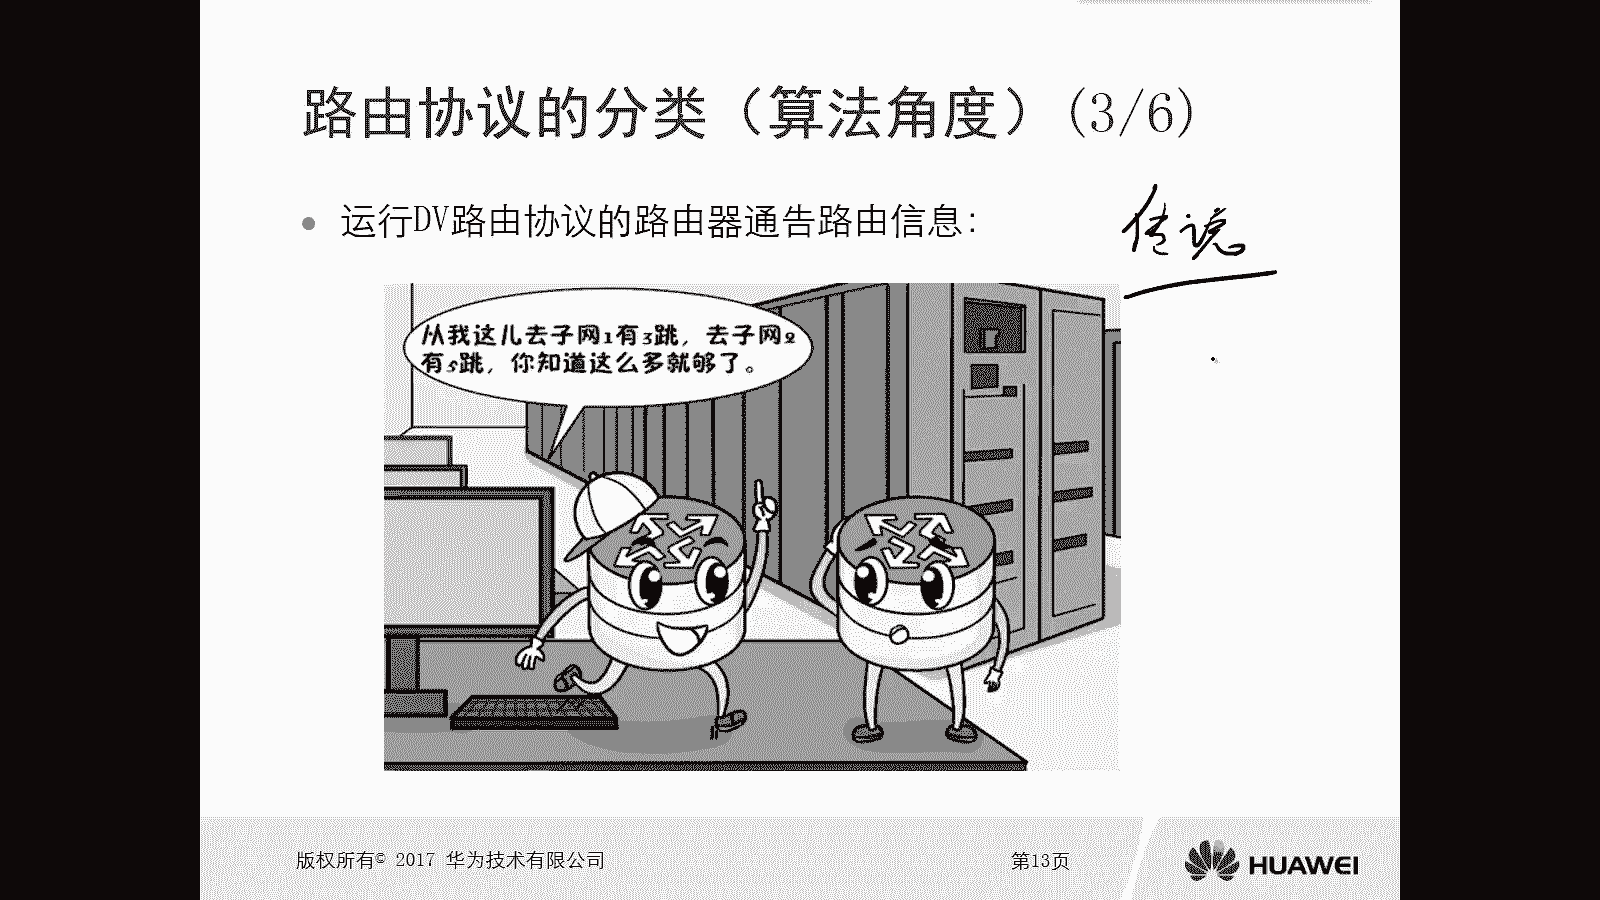 路由协议的分类（算法角度）(3/6)
运行DV路由协议的路由器通告路由信息:
传说
从我这儿去子网1有3跳，去子网2
有5跳，你知道这么多就够了。
版权所有© 2017 华为技术有限公司
第13页
HUAWEI